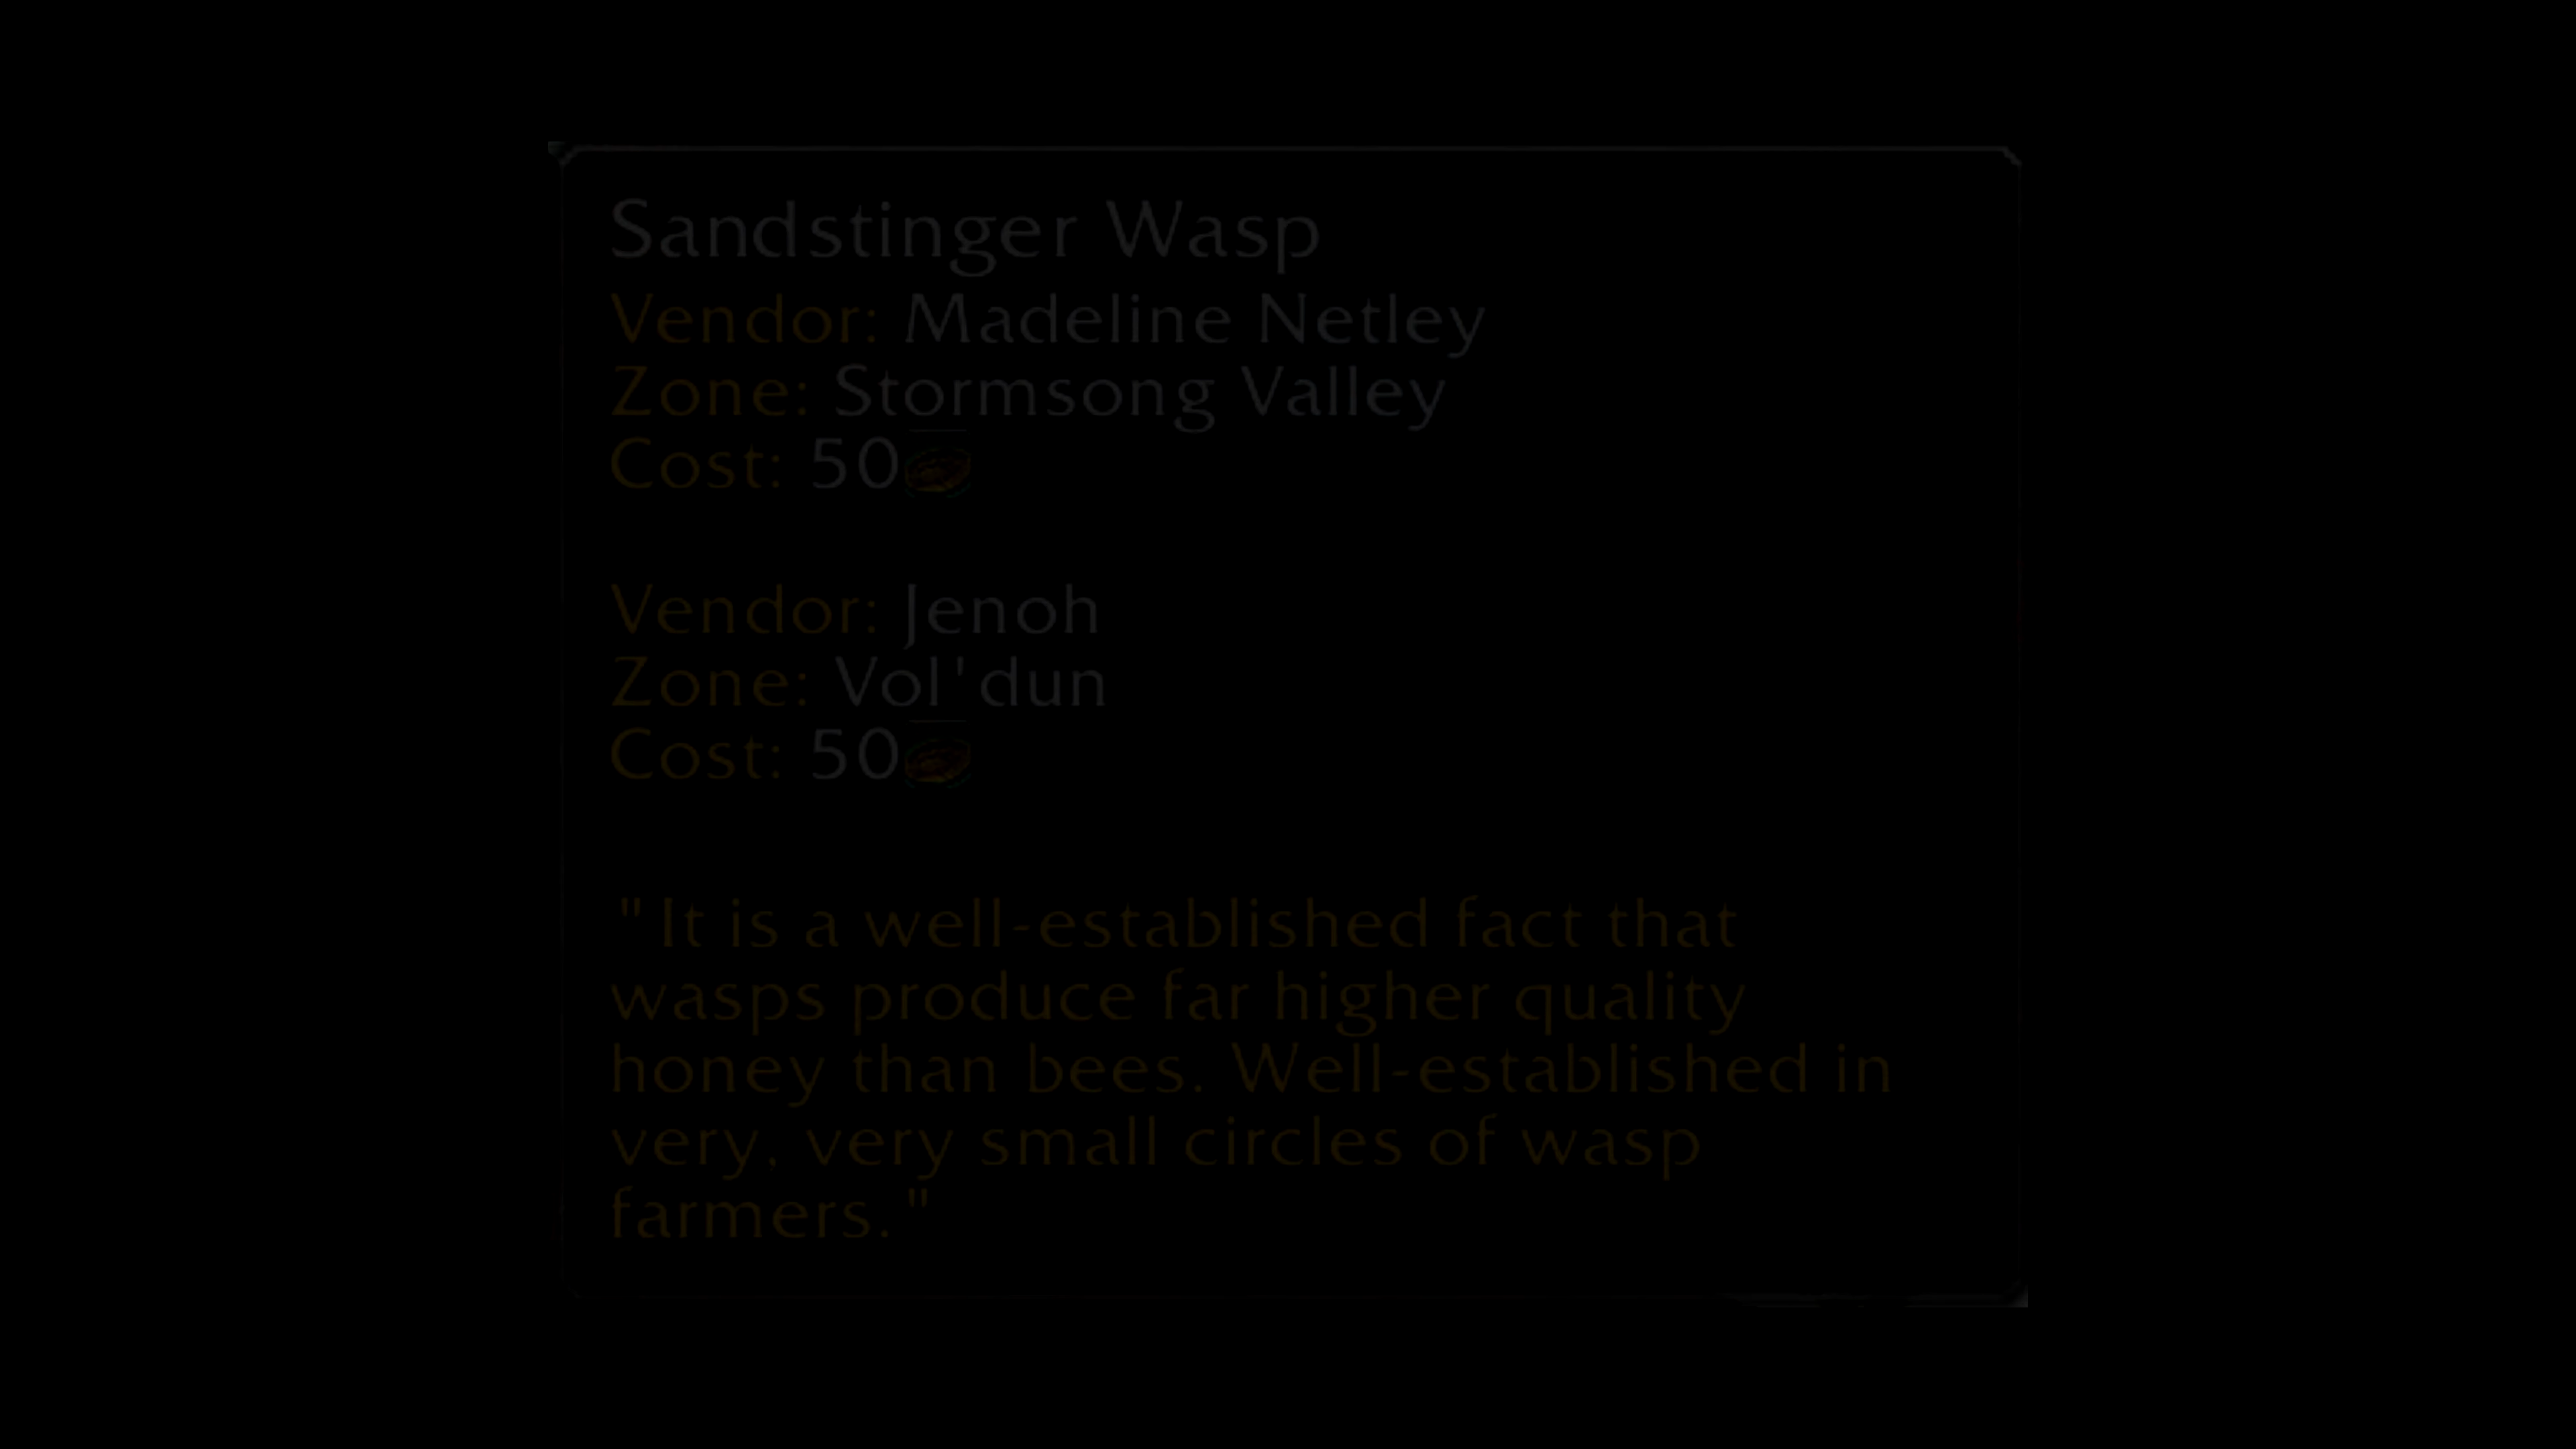 Sandstinger Wasp
Vendor: Madeline Netley
Zone: Stormsong Valley
Cost: 50
Vendor: Jenoh
Zone: Vol'dun
Cost: 50
"It is a well-established fact that
wasps produce far higher quality
honey than bees. Well-established in
very, very small circles of wasp
farmers."